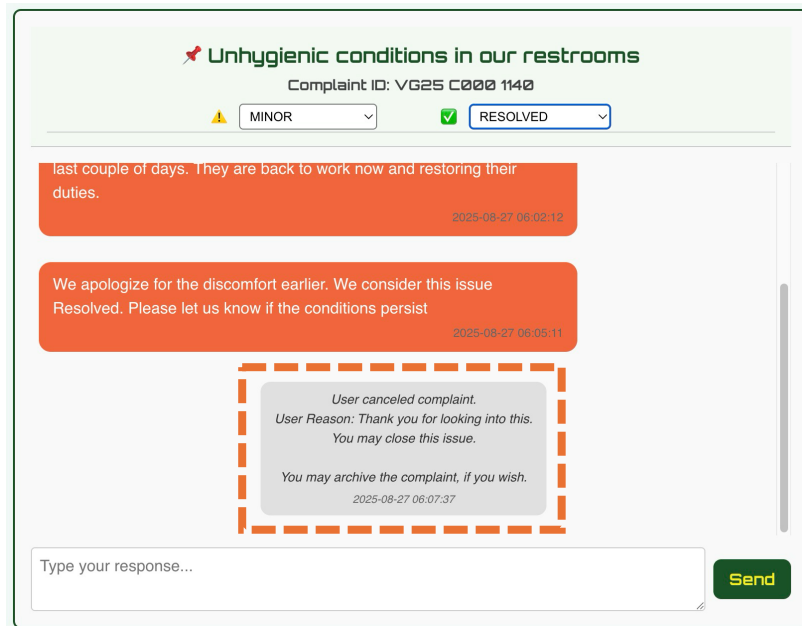 Unhygienic conditions in our restrooms
Complaint ID: VG25 C000 1140
MINOR
RESOLVED
last couple of days. They are back to work now and restoring their
duties.
2025-08-27 06:02:12
We apologize for the discomfort earlier. We consider this issue
Resolved. Please let us know if the conditions persist
2025-08-27 06:05:11
User canceled complaint.
User Reason: Thank you for looking into this.
You may close this issue.
You may archive the complaint, if you wish.
2025-08-27 06:07:37
Type your response...
Send